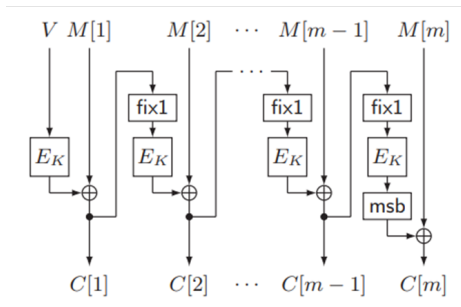 V M[1] M[2] ··· M[m − 1] M[m]
···
fix1 fix1 fix1
E_K E_K E_K E_K
msb
C[1] C[2] ··· C[m − 1] C[m]